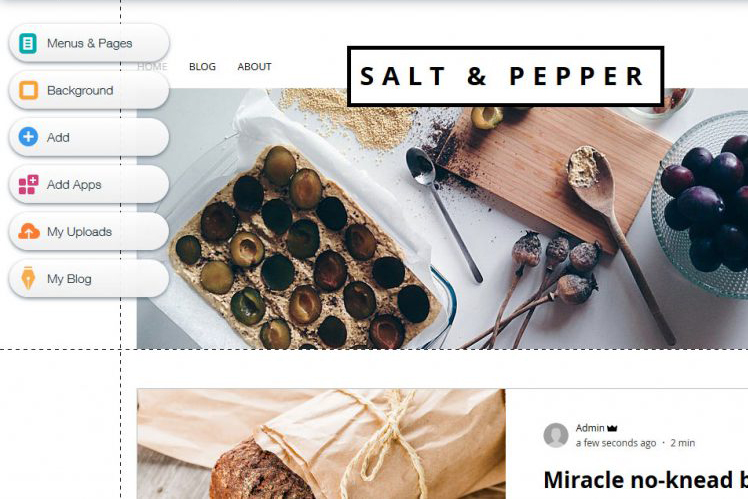 Menus & Pages
Background
Add
Add Apps
My Uploads
My Blog
HOME BLOG ABOUT
SALT & PEPPER
Admin
a few seconds ago · 2 min
Miracle no-knead b